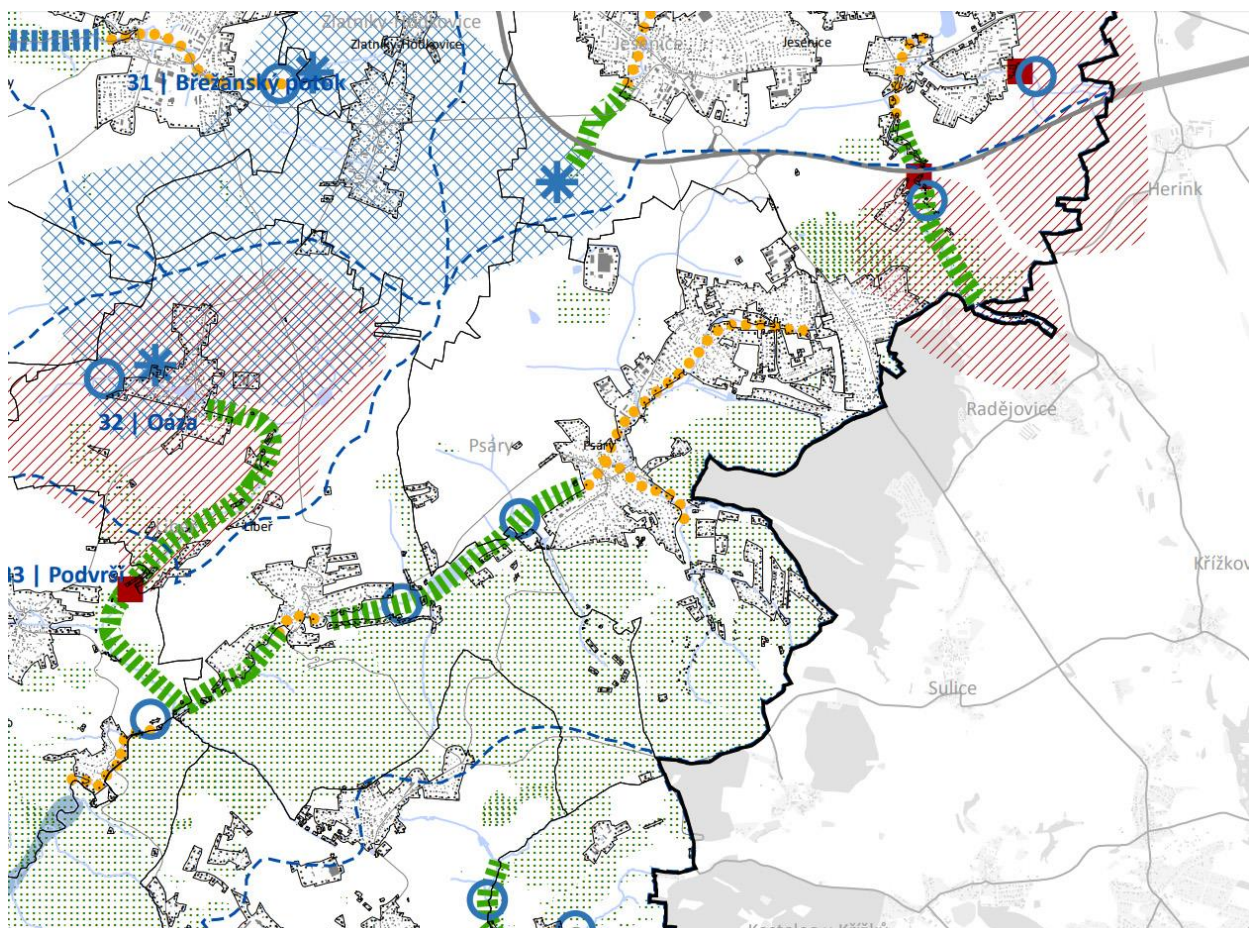 Zlatníky-Hodkovice
Zlatníky-Hodkovice
Jesenice
Jesenice
31 | Břežanský potok
Herink
32 | Oáza
Radějovice
Psáry
Psáry
Libeř
33 | Podvrší
Křížkov
Sulice